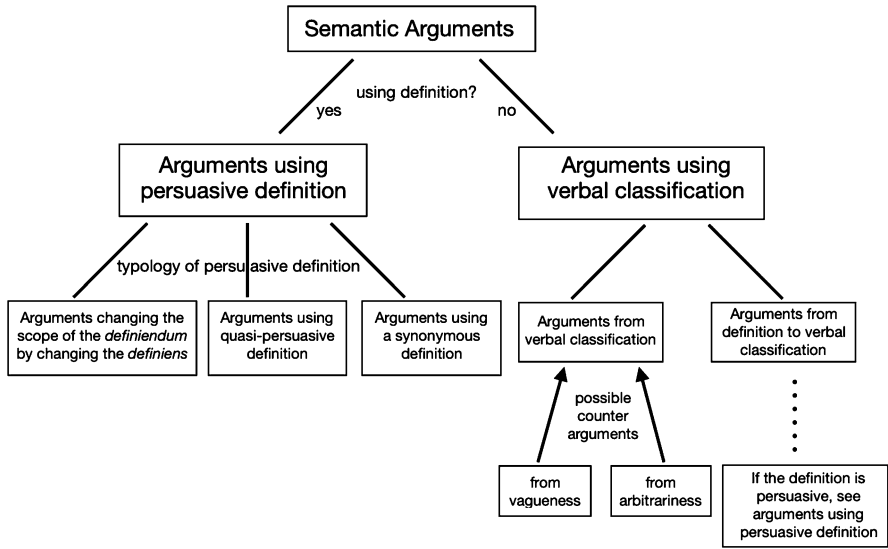 Semantic Arguments
using definition?
yes
no
Arguments using
persuasive definition
Arguments using
verbal classification
typology of persuasive definition
Arguments changing the
scope of the definiendum
by changing the definiens
Arguments using
quasi-persuasive
definition
Arguments using
a synonymous
definition
Arguments from
verbal classification
Arguments from
definition to verbal
classification
possible
counter
arguments
from
vagueness
from
arbitrariness
If the definition is
persuasive, see
arguments using
persuasive definition